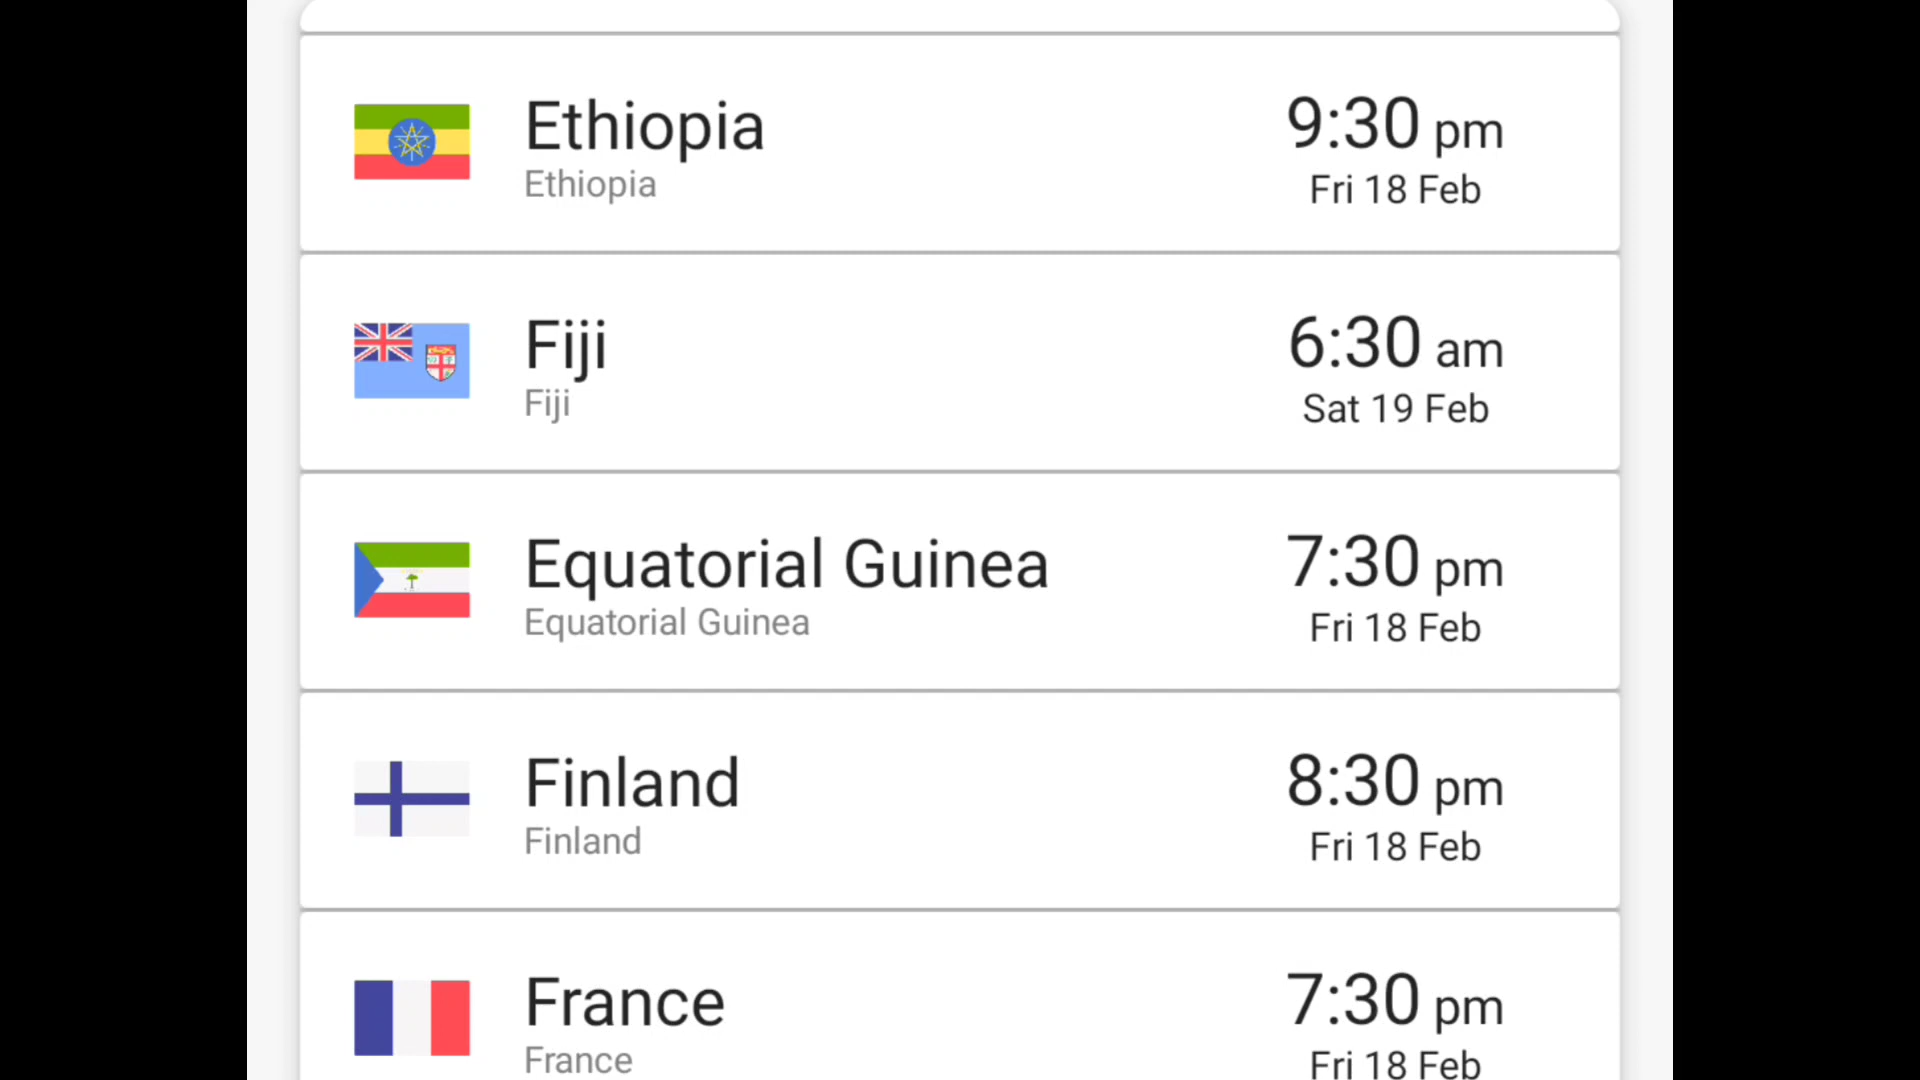 Ethiopia
Ethiopia
9:30 pm
Fri 18 Feb
Fiji
Fiji
6:30 am
Sat 19 Feb
Equatorial Guinea
Equatorial Guinea
7:30 pm
Fri 18 Feb
Finland
Finland
8:30 pm
Fri 18 Feb
France
France
7:30 pm
Fri 18 Feb